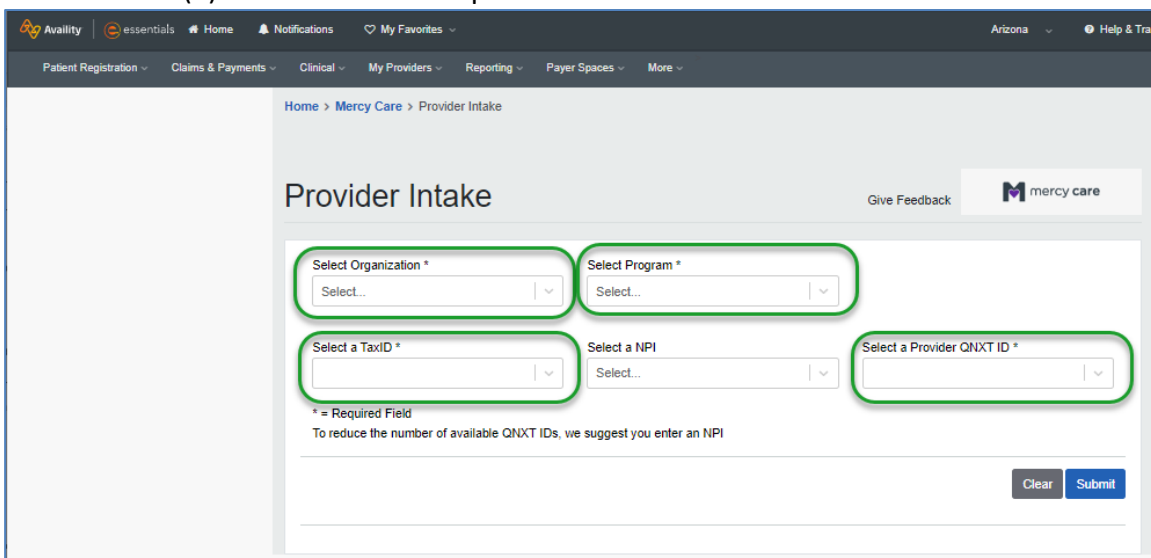 Availity essentials Home Notifications My Favorites Arizona Help & Tra
Patient Registration Claims & Payments Clinical My Providers Reporting Payer Spaces More
Home > Mercy Care > Provider Intake
Provider Intake
Give Feedback
mercy care
Select Organization * Select Program *
Select... Select...
Select a TaxID * Select a NPI Select a Provider QNXT ID *
Select...
* = Required Field
To reduce the number of available QNXT IDs, we suggest you enter an NPI
Clear Submit